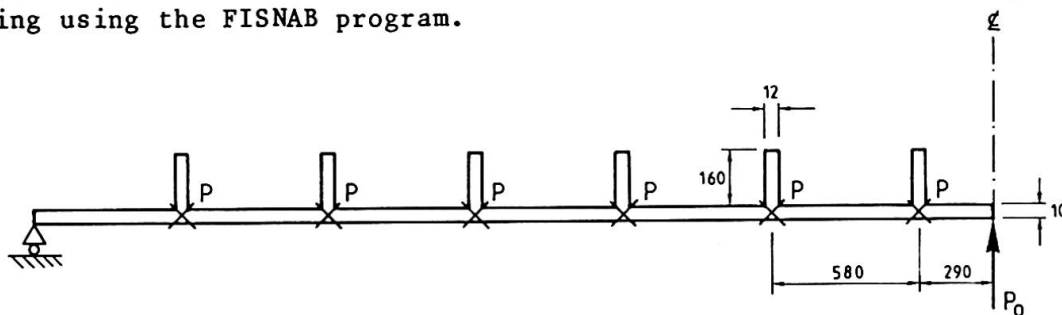 ing using the FISNAB program.
℄
12
160
P P P P P P
10
580
290
P₀